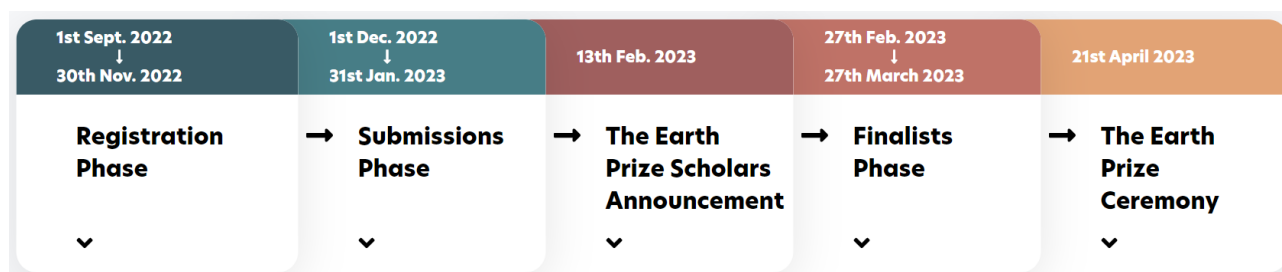 1st Sept. 2022
↓
30th Nov. 2022
Registration
Phase
1st Dec. 2022
↓
31st Jan. 2023
Submissions
Phase
13th Feb. 2023
The Earth
Prize Scholars
Announcement
27th Feb. 2023
↓
27th March 2023
Finalists
Phase
21st April 2023
The Earth
Prize
Ceremony